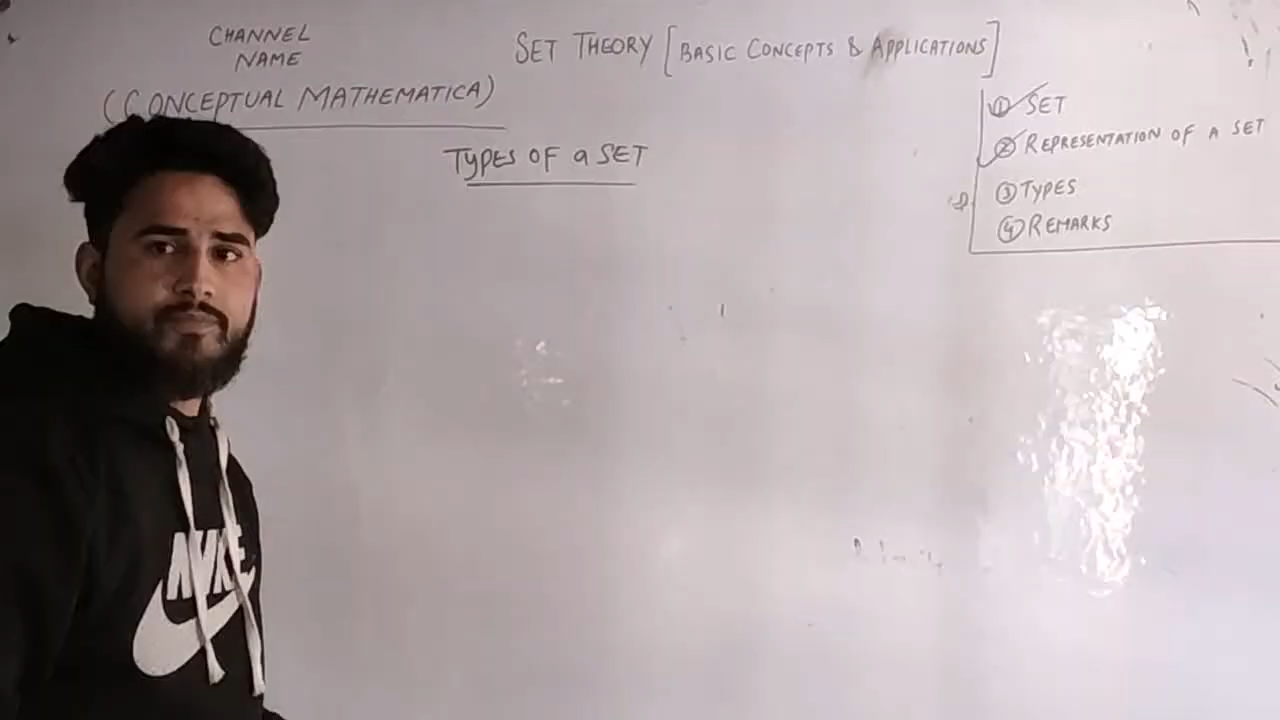 CHANNEL
NAME
(CONCEPTUAL MATHEMATICA)
SET THEORY [BASIC CONCEPTS & APPLICATIONS]
TYPES OF a SET
① SET
② REPRESENTATION OF A SET
③ TYPES
④ REMARKS
NIKE